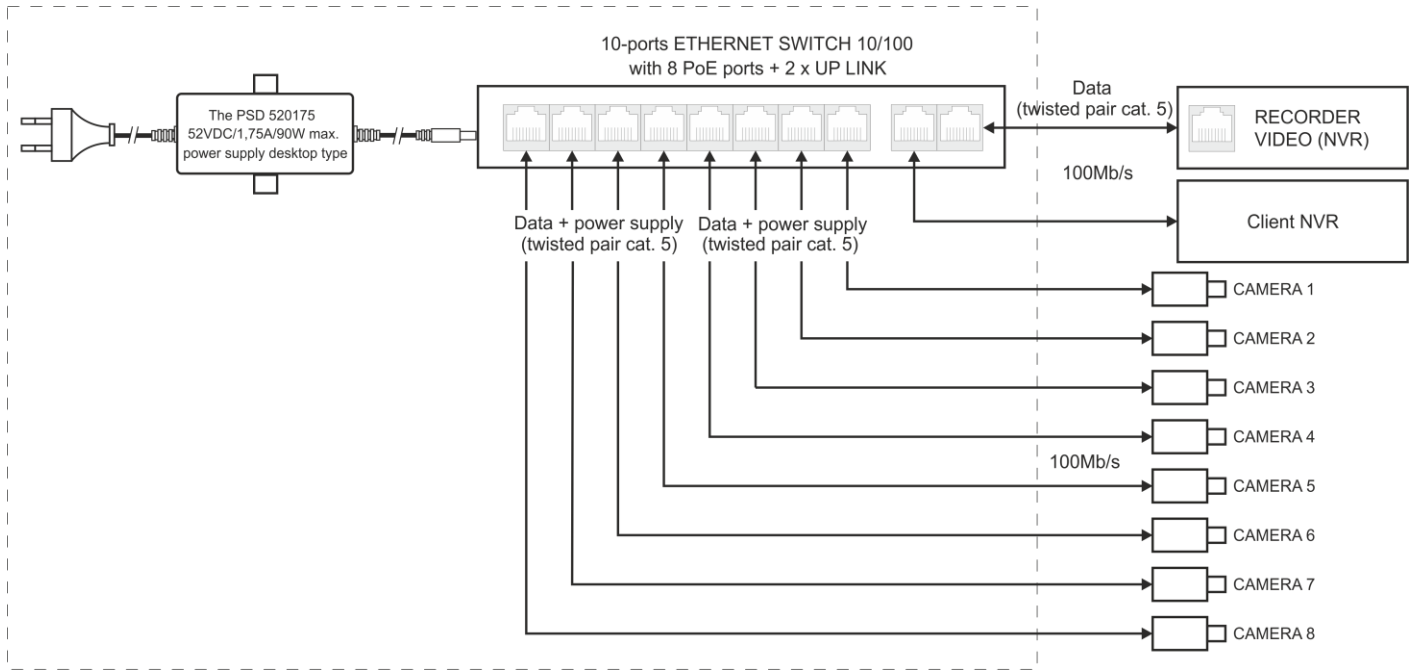 10-ports ETHERNET SWITCH 10/100
with 8 PoE ports + 2 x UP LINK
The PSD 520175
52VDC/1,75A/90W max.
power supply desktop type
Data
(twisted pair cat. 5)
RECORDER
VIDEO (NVR)
100Mb/s
Client NVR
Data + power supply
(twisted pair cat. 5)
Data + power supply
(twisted pair cat. 5)
CAMERA 1
CAMERA 2
CAMERA 3
CAMERA 4
100Mb/s
CAMERA 5
CAMERA 6
CAMERA 7
CAMERA 8